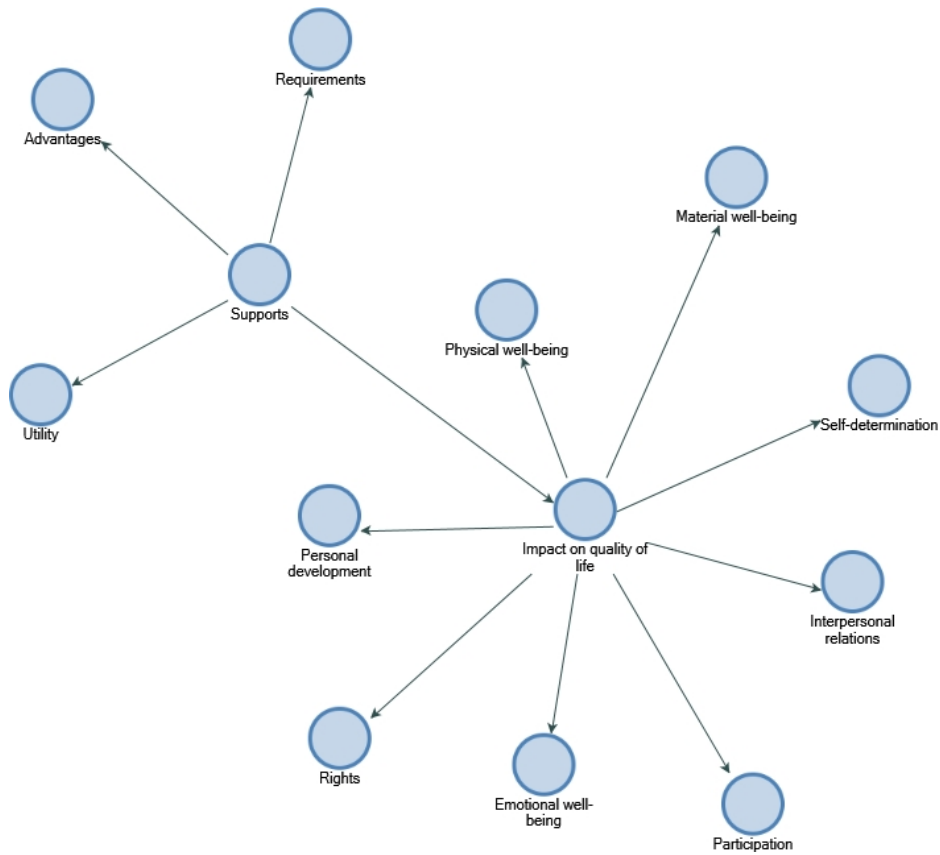 Requirements
Advantages
Material well-being
Supports
Physical well-being
Self-determination
Utility
Impact on quality of
life
Personal
development
Interpersonal
relations
Rights
Emotional well-
being
Participation